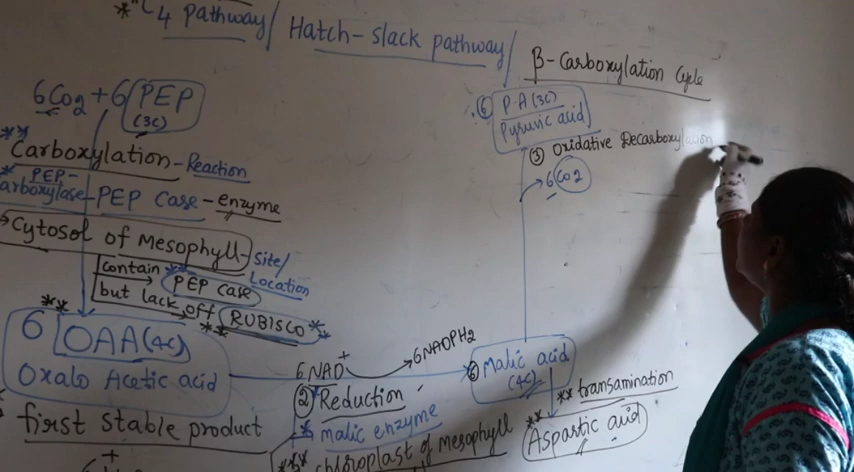 * C4 pathway/ Hatch-slack pathway/
β-Carboxylation Cycle
6CO2 + 6 PEP
(3C)
** Carboxylation - Reaction
* PEP-
carboxylase - PEP case - enzyme
Cytosol of Mesophyll - site/
Location
contain ** PEP case
but lack off RUBISCO **
**
** 6 OAA(4C)
Oxalo Acetic acid
first stable product
6NAD+ → 6NADPH2
② Reduction
* malic enzyme
*** chloroplast of mesophyll
⑥ Malic acid
(4C)
** transamination
** Aspartic acid
⑥ P.A (3C)
Pyruvic acid
③ Oxidative Decarboxylation
→ 6CO2